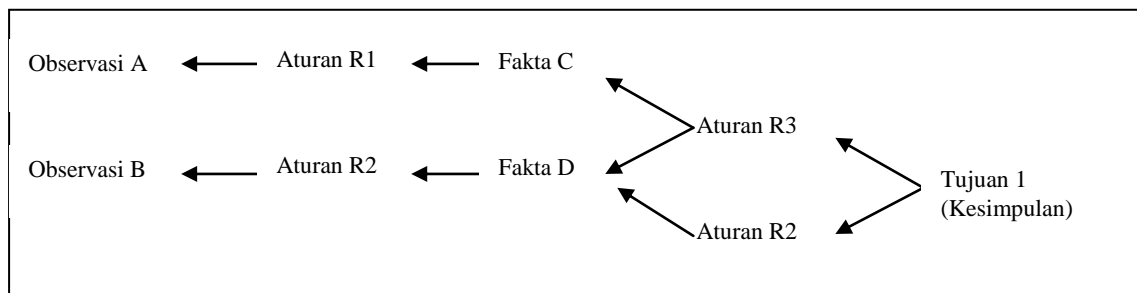 Observasi A
Aturan R1
Fakta C
Aturan R3
Observasi B
Aturan R2
Fakta D
Tujuan 1
(Kesimpulan)
Aturan R2